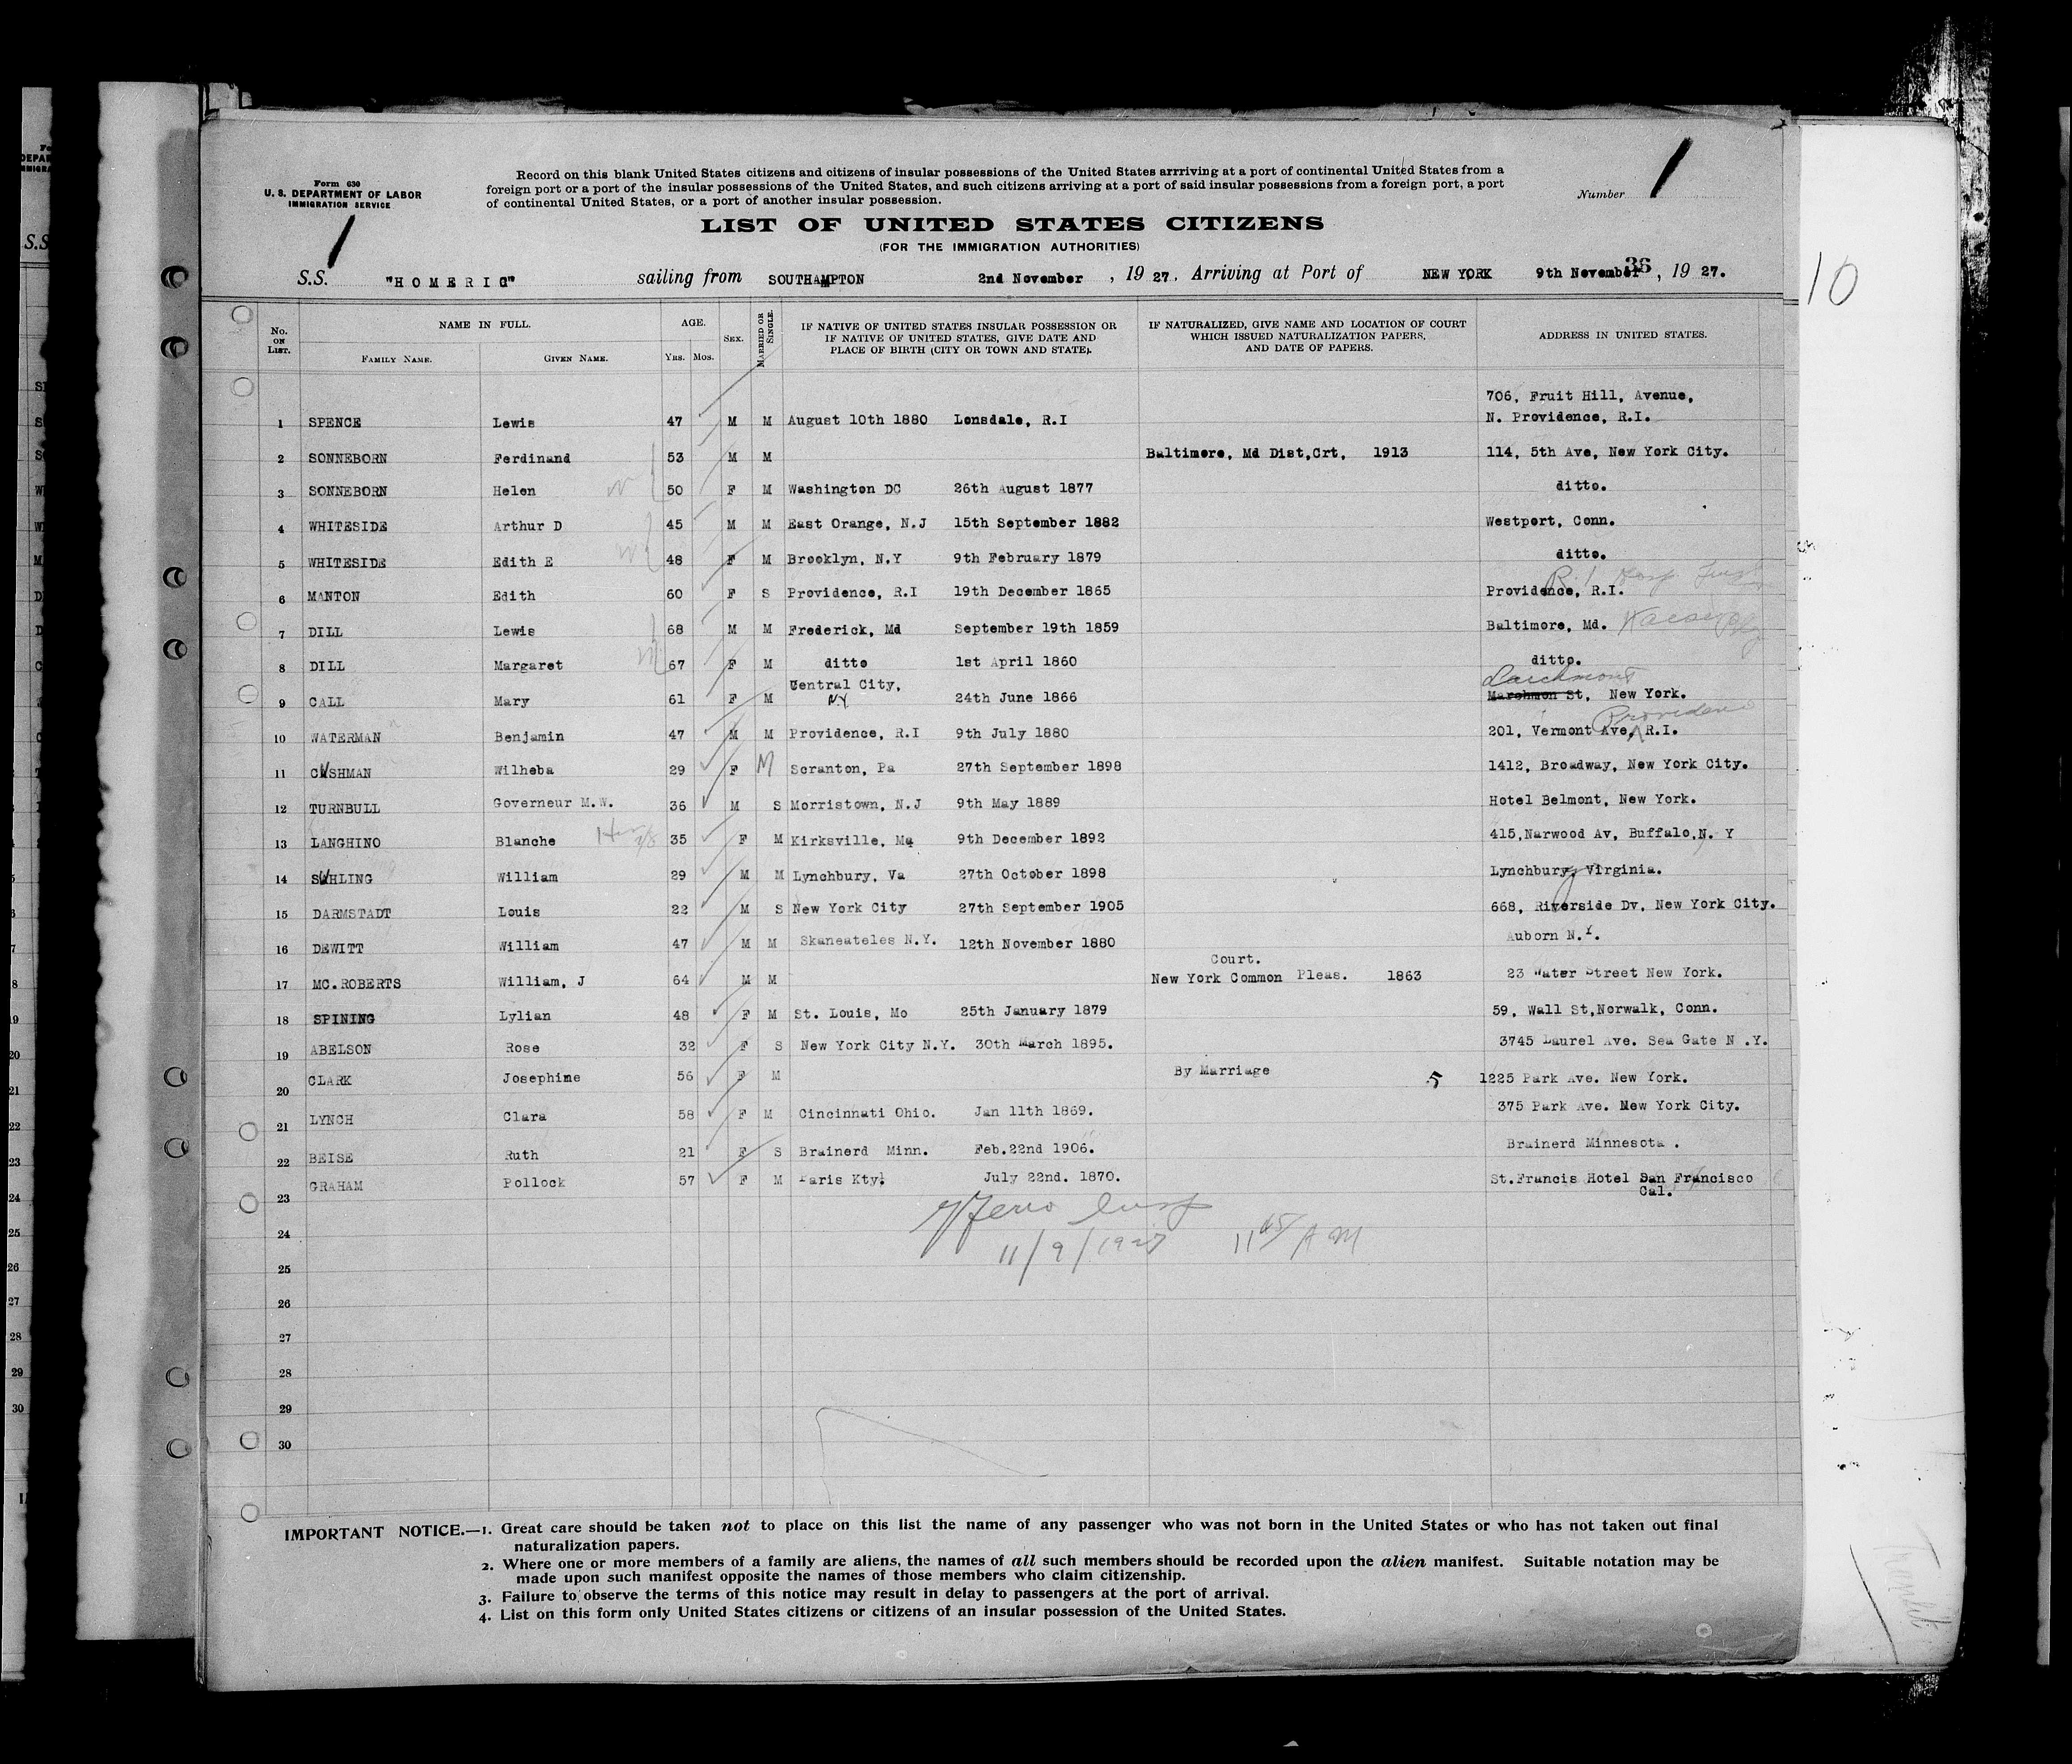 Form 630
U. S. DEPARTMENT OF LABOR
IMMIGRATION SERVICE
1
Record on this blank United States citizens and citizens of insular possessions of the United States arrriving at a port of continental United States from a
foreign port or a port of the insular possessions of the United States, and such citizens arriving at a port of said insular possessions from a foreign port, a port
of continental United States, or a port of another insular possession.
Number 1
LIST OF UNITED STATES CITIZENS
(FOR THE IMMIGRATION AUTHORITIES)
S.S. "HOMERIC" sailing from SOUTHAMPTON 2nd November , 19 27. Arriving at Port of NEW YORK 9th November 36 , 19 27.
10
No. ON LIST. NAME IN FULL. FAMILY NAME. GIVEN NAME. AGE. Yrs. Mos. SEX. MARRIED OR SINGLE. IF NATIVE OF UNITED STATES INSULAR POSSESSION OR IF NATIVE OF UNITED STATES, GIVE DATE AND PLACE OF BIRTH (CITY OR TOWN AND STATE). IF NATURALIZED, GIVE NAME AND LOCATION OF COURT WHICH ISSUED NATURALIZATION PAPERS, AND DATE OF PAPERS. ADDRESS IN UNITED STATES.
706, Fruit Hill, Avenue,
1 SPENCE Lewis 47 M M August 10th 1880 Lonsdale, R.I N. Providence, R.I.
2 SONNEBORN Ferdinand 53 M M Baltimore, Md Dist,Crt, 1913 114, 5th Ave, New York City.
3 SONNEBORN Helen 50 F M Washington DC 26th August 1877 ditto.
4 WHITESIDE Arthur D 45 M M East Orange, N.J 15th September 1882 Westport, Conn.
5 WHITESIDE Edith E 48 F M Brooklyn, N.Y 9th February 1879 ditto.
6 MANTON Edith 60 F S Providence, R.I 19th December 1865 Providence, R.I.
7 DILL Lewis 68 M M Frederick, Md September 19th 1859 Baltimore, Md.
8 DILL Margaret 67 F M ditto 1st April 1860 ditto.
Central City, Larchmont
9 CALL Mary 61 F M NY 24th June 1866 Marchmon St, New York.
Providence
10 WATERMAN Benjamin 47 M M Providence, R.I 9th July 1880 201, Vermont Ave, R.I.
11 CUSHMAN Wilheba 29 F M Scranton, Pa 27th September 1898 1412, Broadway, New York City.
12 TURNBULL Governeur M.W. 36 M S Morristown, N.J 9th May 1889 Hotel Belmont, New York.
13 LANGHINO Blanche 35 F M Kirksville, Mo 9th December 1892 415,Narwood Av, Buffalo,N. Y
14 SUHLING William 29 M M Lynchbury, Va 27th October 1898 Lynchburg, Virginia.
15 DARMSTADT Louis 22 M S New York City 27th September 1905 668, Riverside Dv, New York City.
16 DEWITT William 47 M M Skaneateles N.Y. 12th November 1880 Auborn N.Y.
Court.
17 MC.ROBERTS William, J 64 M M New York Common Pleas. 1863 23 Water Street New York.
18 SPINING Lylian 48 F M St. Louis, Mo 25th January 1879 59, Wall St,Norwalk, Conn.
19 ABELSON Rose 32 F S New York City N.Y. 30th March 1895. 3745 Laurel Ave. Sea Gate N .Y.
20 CLARK Josephine 56 F M By Marriage 5 1225 Park Ave. New York.
21 LYNCH Clara 58 F M Cincinnati Ohio. Jan 11th 1869. 375 Park Ave. New York City.
22 BEISE Ruth 21 F S Brainerd Minn. Feb.22nd 1906. Brainerd Minnesota .
23 GRAHAM Pollock 57 F M Paris Kty. July 22nd. 1870. St.Francis Hotel San Francisco
Cal.
24
11/9/1927 11 45 AM
25
26
27
28
29
30
IMPORTANT NOTICE.—1. Great care should be taken not to place on this list the name of any passenger who was not born in the United States or who has not taken out final
naturalization papers.
2. Where one or more members of a family are aliens, the names of all such members should be recorded upon the alien manifest. Suitable notation may be
made upon such manifest opposite the names of those members who claim citizenship.
3. Failure to observe the terms of this notice may result in delay to passengers at the port of arrival.
4. List on this form only United States citizens or citizens of an insular possession of the United States.